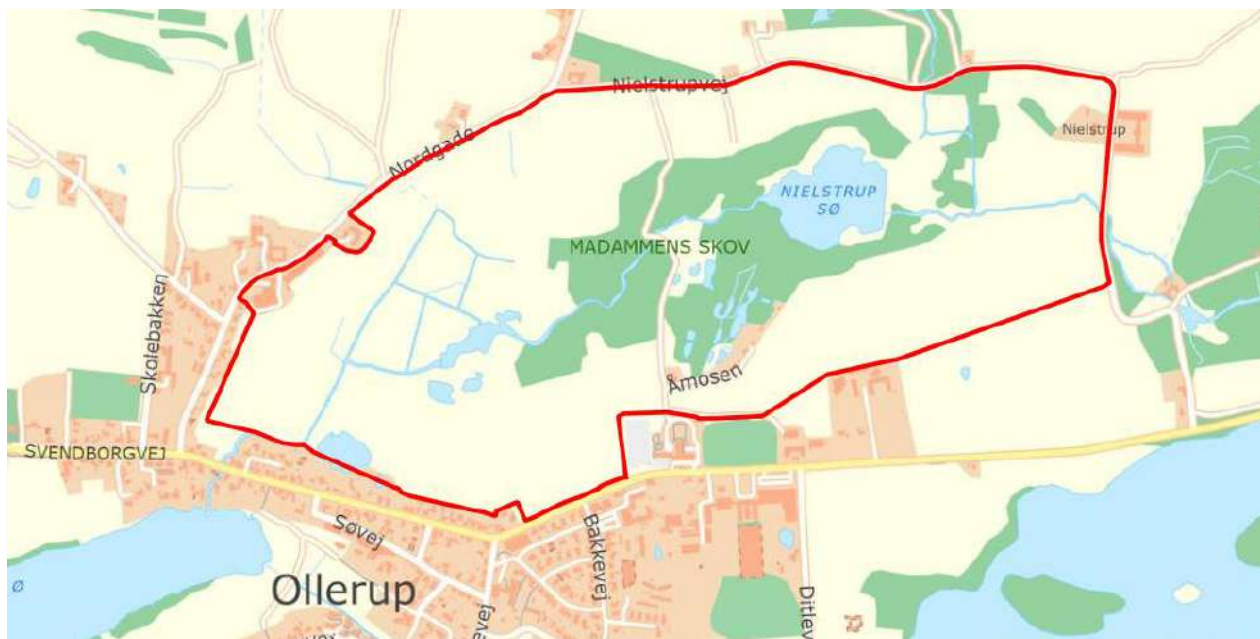 Nielstrupvej
Nielstrup
Nordgade
NIELSTRUP
SØ
MADAMMENS SKOV
Skolebakken
Åmosen
SVENDBORGVEJ
Søvej
Bakkevej
Ollerup
Ø